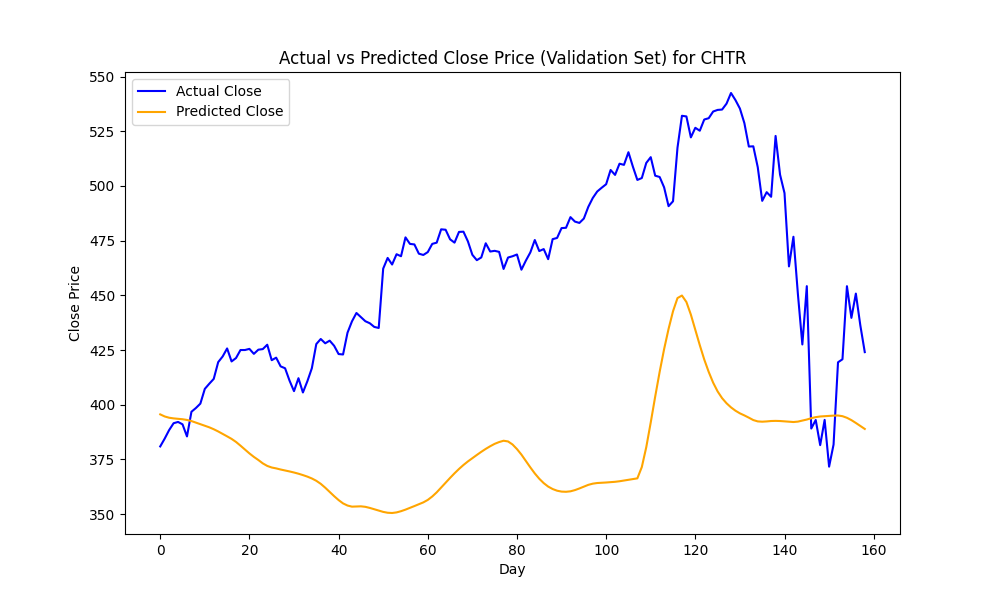 Actual vs Predicted Close Price (Validation Set) for CHTR
Actual Close
Predicted Close
Close Price
550
525
500
475
450
425
400
375
350
0 20 40 60 80 100 120 140 160
Day